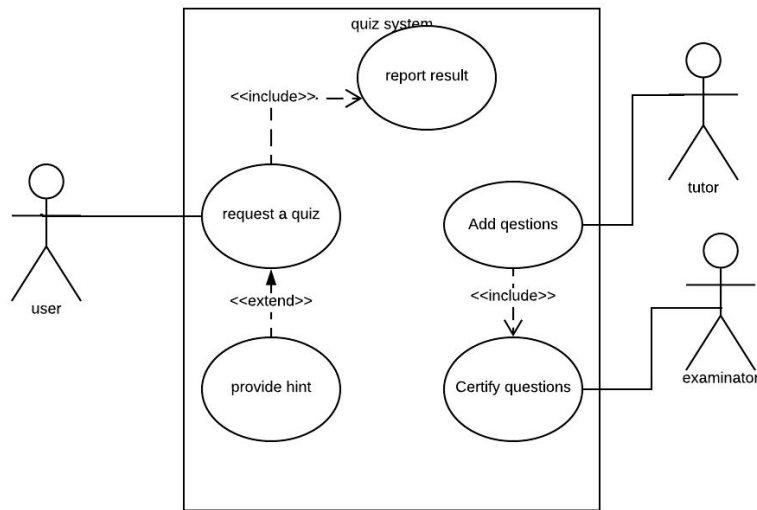 quiz system
report result
<<include>>
tutor
request a quiz
Add qestions
<<extend>>
<<include>>
user
examinator
provide hint
Certify questions